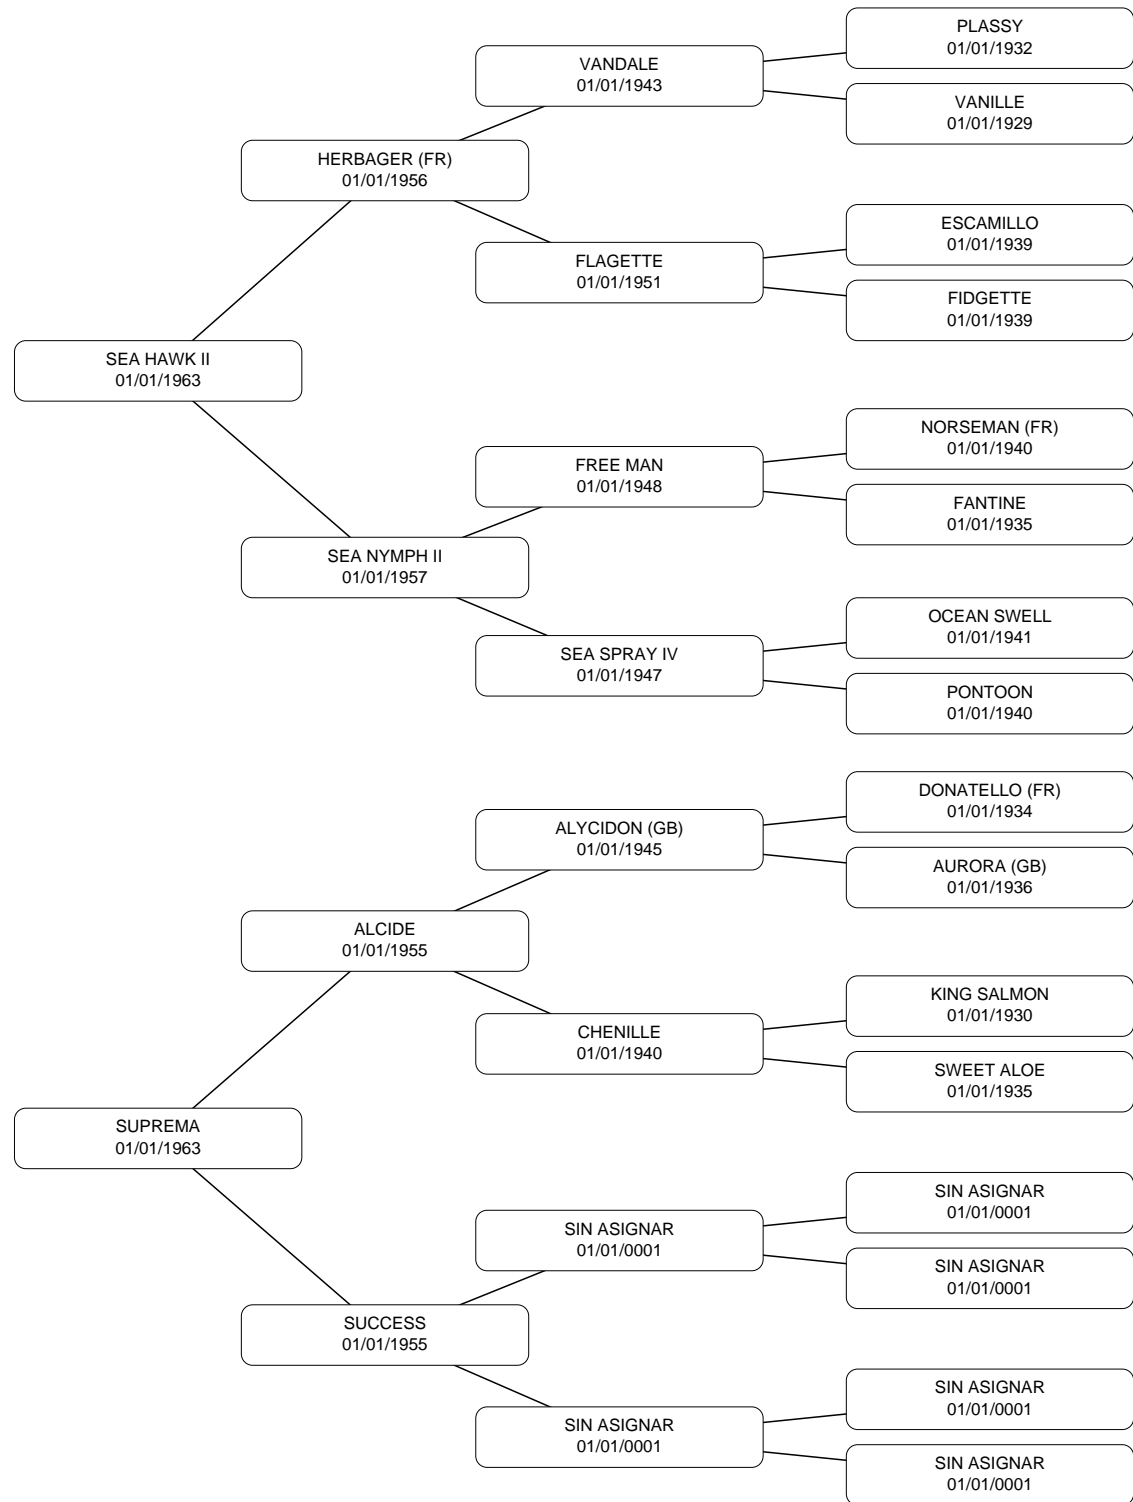 PLASSY
01/01/1932
VANDALE
01/01/1943
VANILLE
01/01/1929
HERBAGER (FR)
01/01/1956
ESCAMILLO
01/01/1939
FLAGETTE
01/01/1951
FIDGETTE
01/01/1939
SEA HAWK II
01/01/1963
NORSEMAN (FR)
01/01/1940
FREE MAN
01/01/1948
FANTINE
01/01/1935
SEA NYMPH II
01/01/1957
OCEAN SWELL
01/01/1941
SEA SPRAY IV
01/01/1947
PONTOON
01/01/1940
DONATELLO (FR)
01/01/1934
ALYCIDON (GB)
01/01/1945
AURORA (GB)
01/01/1936
ALCIDE
01/01/1955
KING SALMON
01/01/1930
CHENILLE
01/01/1940
SWEET ALOE
01/01/1935
SUPREMA
01/01/1963
SIN ASIGNAR
01/01/0001
SIN ASIGNAR
01/01/0001
SIN ASIGNAR
01/01/0001
SUCCESS
01/01/1955
SIN ASIGNAR
01/01/0001
SIN ASIGNAR
01/01/0001
SIN ASIGNAR
01/01/0001